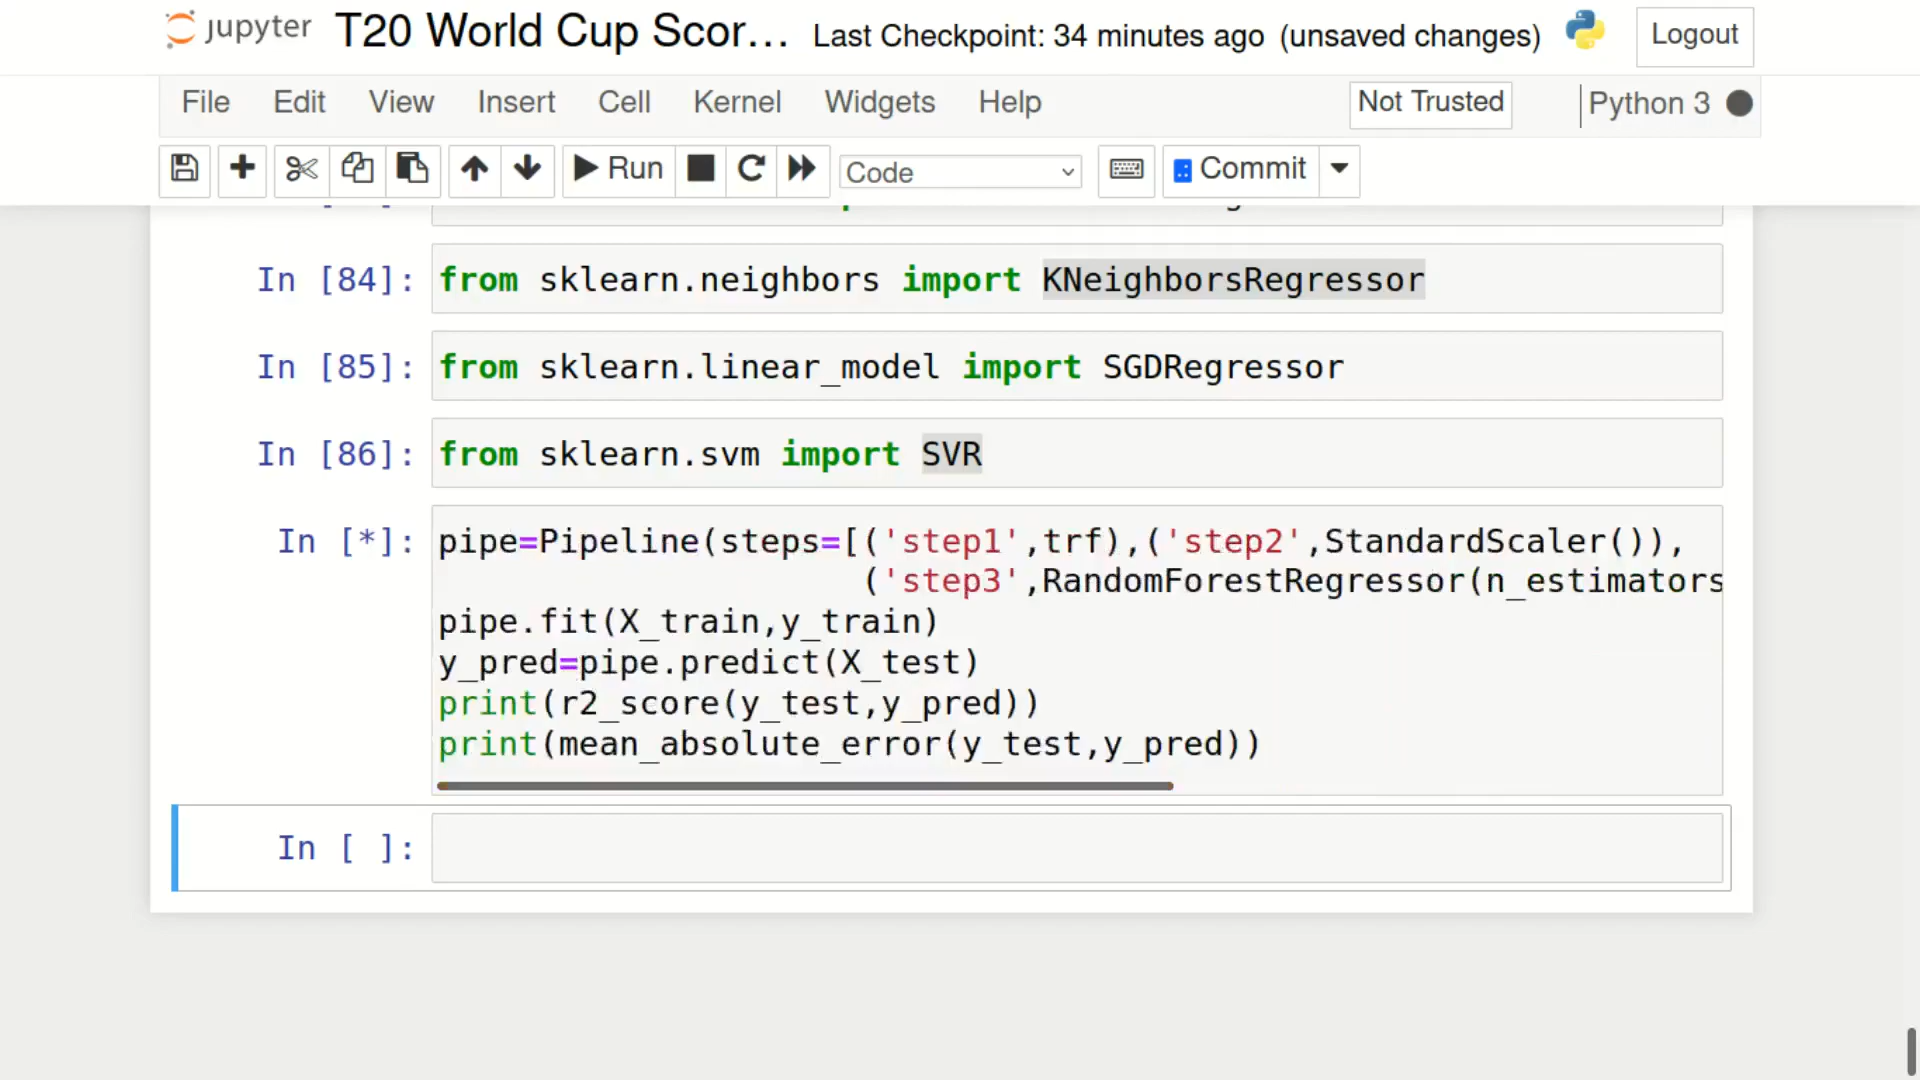 jupyter T20 World Cup Scor... Last Checkpoint: 34 minutes ago (unsaved changes) Logout
File Edit View Insert Cell Kernel Widgets Help Not Trusted Python 3
Run Code Commit
In [84]: from sklearn.neighbors import KNeighborsRegressor
In [85]: from sklearn.linear_model import SGDRegressor
In [86]: from sklearn.svm import SVR
In [*]: pipe=Pipeline(steps=[('step1',trf),('step2',StandardScaler()),
('step3',RandomForestRegressor(n_estimators
pipe.fit(X_train,y_train)
y_pred=pipe.predict(X_test)
print(r2_score(y_test,y_pred))
print(mean_absolute_error(y_test,y_pred))
In [ ]: